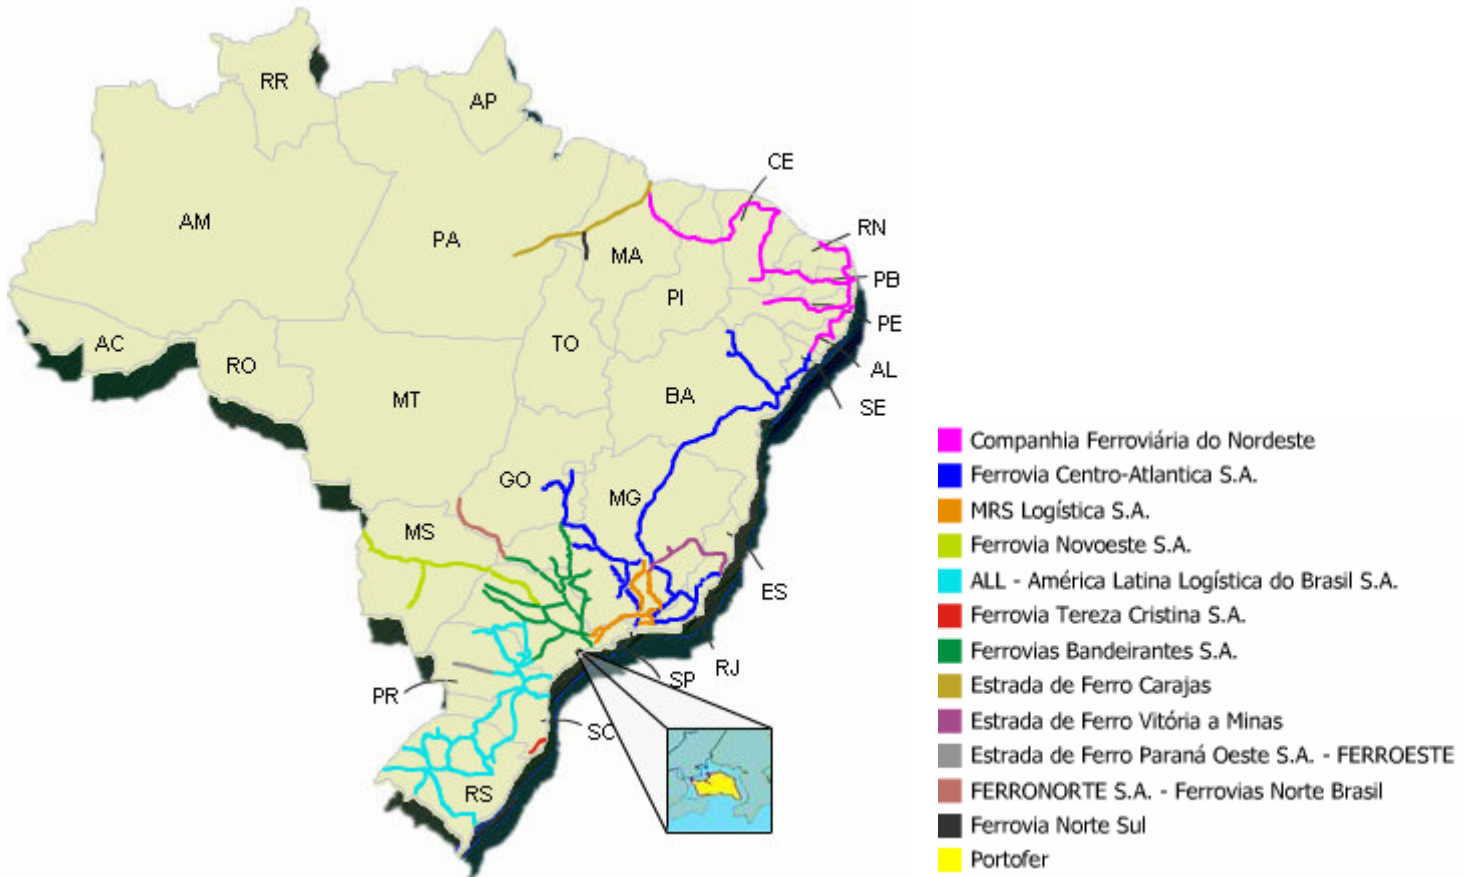 RR
AP
CE
AM
RN
PA
MA
PB
PI
PE
AC
TO
RO
AL
MT
BA
SE
GO
MG
MS
ES
RJ
SP
PR
SC
RS
Companhia Ferroviária do Nordeste
Ferrovia Centro-Atlantica S.A.
MRS Logística S.A.
Ferrovia Novoeste S.A.
ALL - América Latina Logística do Brasil S.A.
Ferrovia Tereza Cristina S.A.
Ferrovias Bandeirantes S.A.
Estrada de Ferro Carajas
Estrada de Ferro Vitória a Minas
Estrada de Ferro Paraná Oeste S.A. - FERROESTE
FERRONORTE S.A. - Ferrovias Norte Brasil
Ferrovia Norte Sul
Portofer